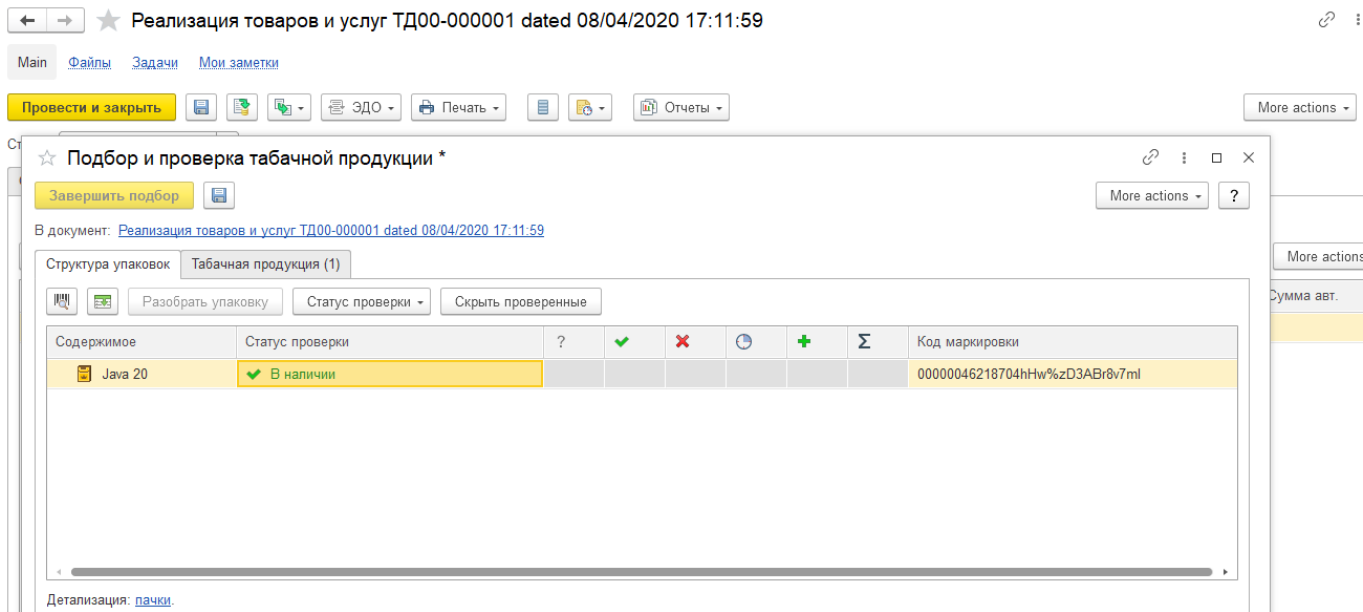 Реализация товаров и услуг ТД00-000001 dated 08/04/2020 17:11:59
Main Файлы Задачи Мои заметки
Провести и закрыть ЭДО Печать Отчеты More actions
Подбор и проверка табачной продукции *
Завершить подбор More actions ?
В документ: Реализация товаров и услуг ТД00-000001 dated 08/04/2020 17:11:59
Структура упаковок Табачная продукция (1) More actions
Разобрать упаковку Статус проверки Скрыть проверенные Сумма авт.
Содержимое Статус проверки ? Σ Код маркировки
Java 20 В наличии 00000046218704hHw%zD3ABr8v7ml
Детализация: пачки.